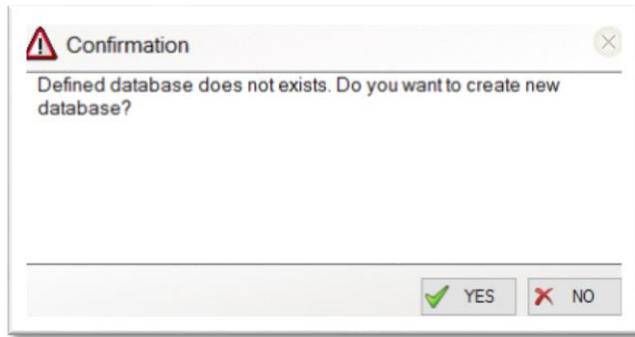 Confirmation
Defined database does not exists. Do you want to create new
database?
YES
NO